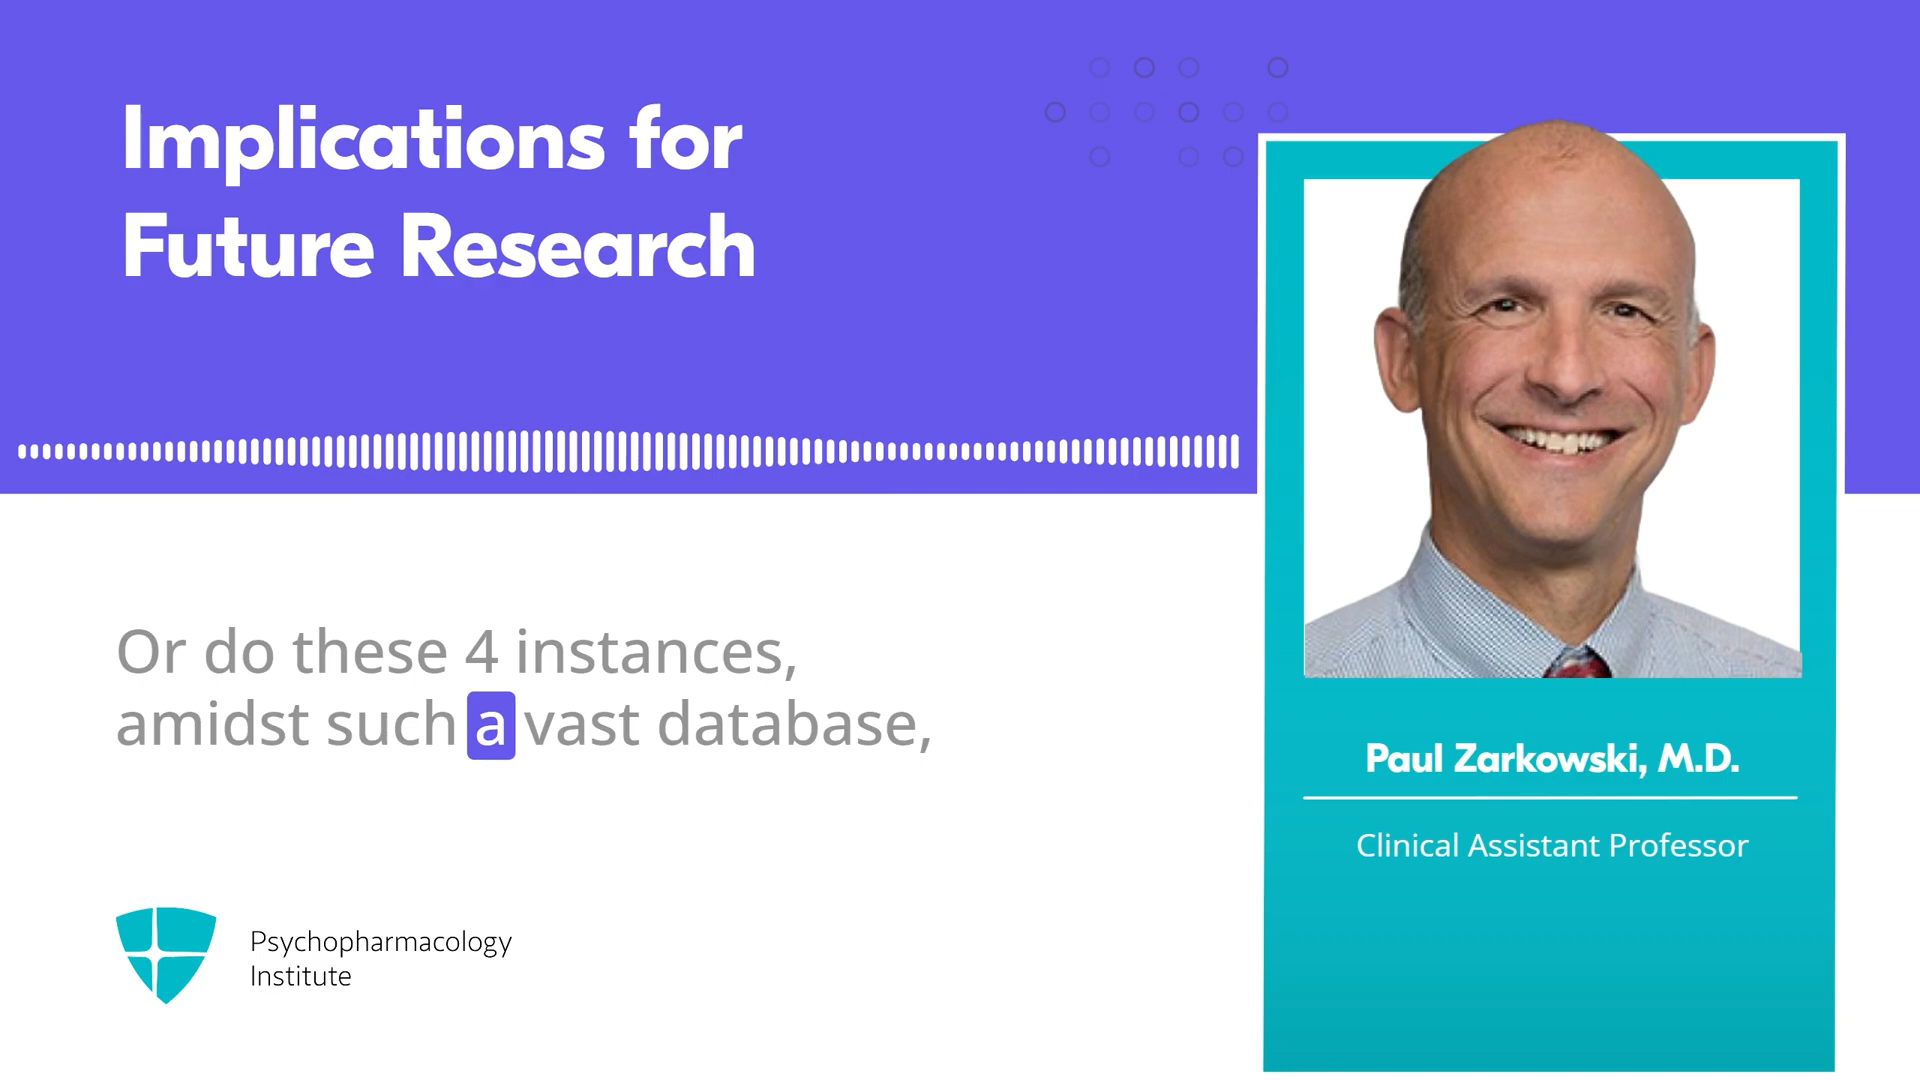 Implications for
Future Research
Or do these 4 instances,
amidst such a vast database,
Psychopharmacology
Institute
Paul Zarkowski, M.D.
Clinical Assistant Professor